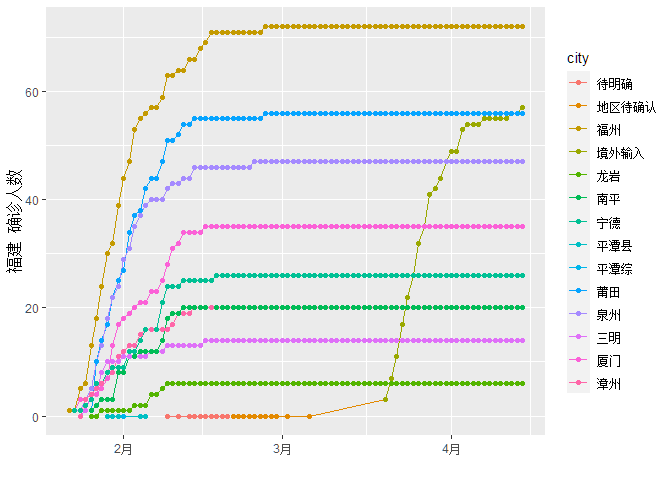 福建 确诊人数
60
40
20
0
2月
3月
4月
city
待明确
地区待确认
福州
境外输入
龙岩
南平
宁德
平潭县
平潭综
莆田
泉州
三明
厦门
漳州